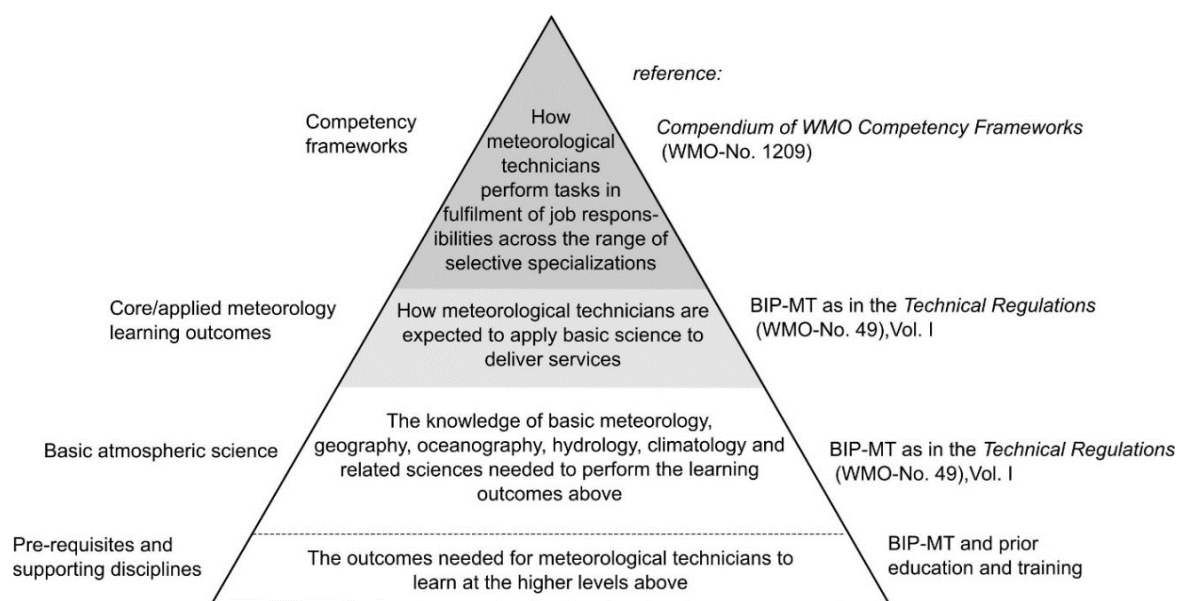 reference:
Competency
frameworks
How
meteorological
technicians
perform tasks in
fulfilment of job respons-
ibilities across the range of
selective specializations
Compendium of WMO Competency Frameworks
(WMO-No. 1209)
Core/applied meteorology
learning outcomes
How meteorological technicians are
expected to apply basic science to
deliver services
BIP-MT as in the Technical Regulations
(WMO-No. 49),Vol. I
Basic atmospheric science
The knowledge of basic meteorology,
geography, oceanography, hydrology, climatology and
related sciences needed to perform the learning
outcomes above
BIP-MT as in the Technical Regulations
(WMO-No. 49),Vol. I
Pre-requisites and
supporting disciplines
The outcomes needed for meteorological technicians to
learn at the higher levels above
BIP-MT and prior
education and training